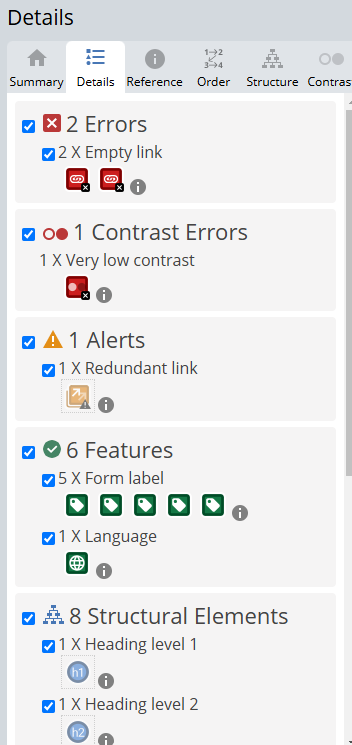 Details
Summary Details Reference Order Structure Contras
2 Errors
2 X Empty link
1 Contrast Errors
1 X Very low contrast
1 Alerts
1 X Redundant link
6 Features
5 X Form label
1 X Language
8 Structural Elements
1 X Heading level 1
h1
1 X Heading level 2
h2